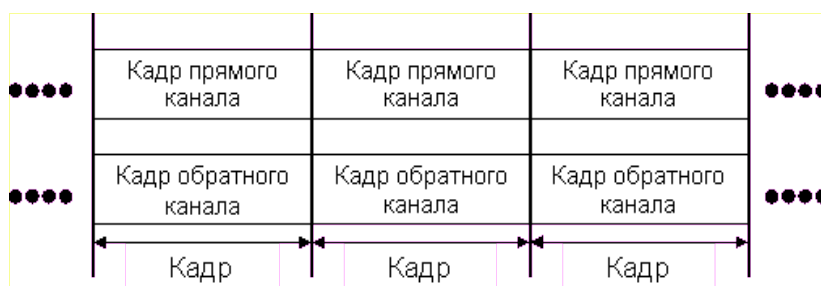 Кадр прямого
канала
Кадр прямого
канала
Кадр прямого
канала
Кадр обратного
канала
Кадр обратного
канала
Кадр обратного
канала
Кадр
Кадр
Кадр